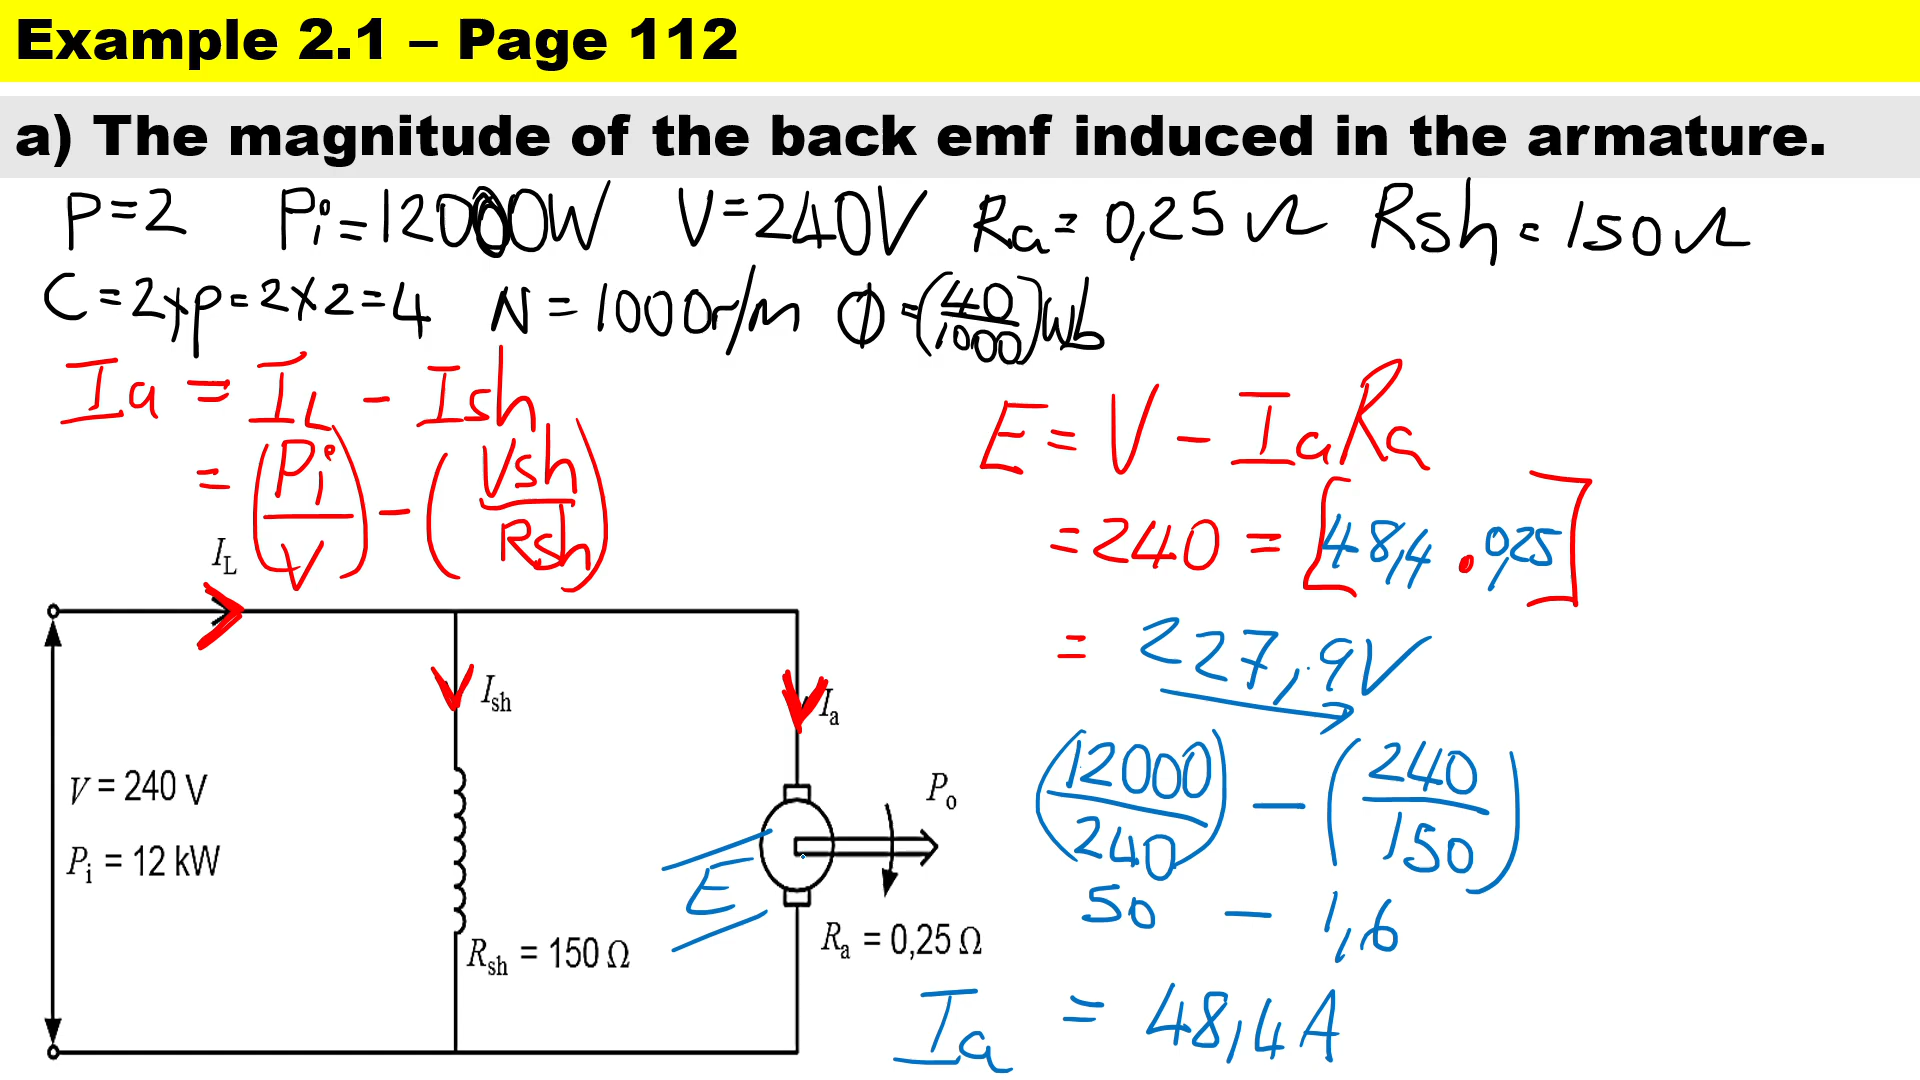 Example 2.1 – Page 112
a) The magnitude of the back emf induced in the armature.
P=2 Pi=12000W V=240V Ra=0,25Ω Rsh=150Ω
C=2xp=2x2=4 N=1000r/m Φ=(40/1000)Wb
Ia = IL - Ish
= (Pi/V) - (Vsh/Rsh)
E = V - IaRa
= 240 = [48,4 . 0,25]
= 227,9V
(12000/240) - (240/150)
50 - 1,6
Ia = 48,4A
IL
Ish
Ia
V = 240 V
Pi = 12 kW
Rsh = 150 Ω
E
Po
Ra = 0,25 Ω